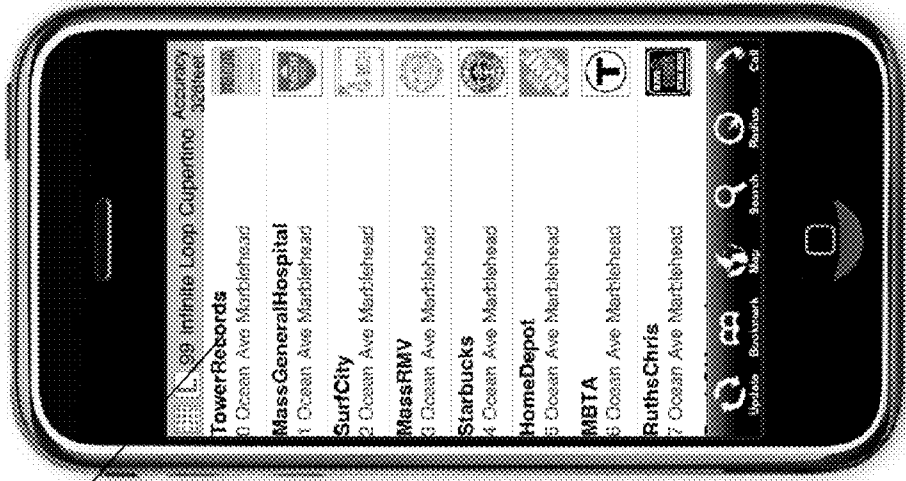 99 Infinite Loop Cupertino
Accuracy
TowerRecords
0 Ocean Ave Marblehead
MassGeneralHospital
1 Ocean Ave Marblehead
SurfCity
2 Ocean Ave Marblehead
MassRMV
3 Ocean Ave Marblehead
Starbucks
4 Ocean Ave Marblehead
HomeDepot
5 Ocean Ave Marblehead
T
MBTA
6 Ocean Ave Marblehead
RuthsChris
7 Ocean Ave Marblehead
Update Bookmark Map Search Radius Call